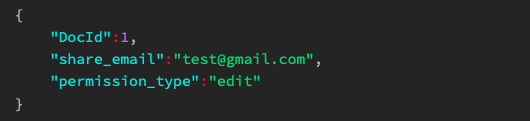 {
    "DocId":1,
    "share_email":"test@gmail.com",
    "permission_type":"edit"
}